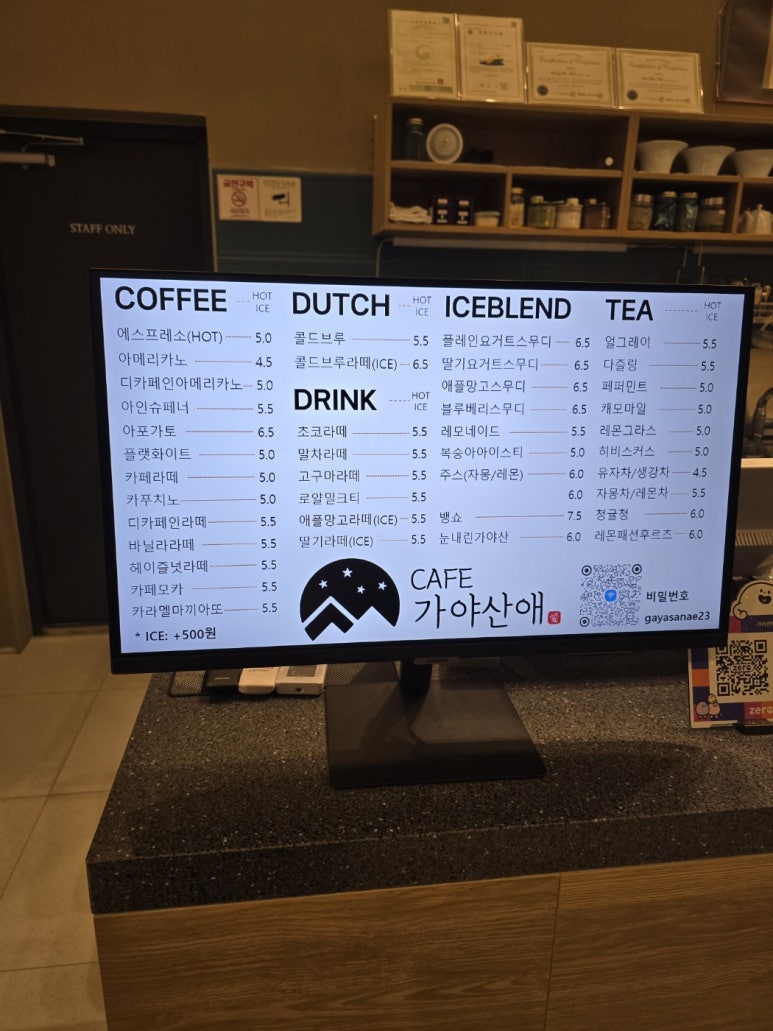 금연구역
CCTV
STAFF ONLY
COFFEE HOT
ICE
에스프레소(HOT) 5.0
아메리카노 4.5
디카페인아메리카노 5.0
아인슈페너 5.5
아포가토 6.5
플랫화이트 5.0
카페라떼 5.0
카푸치노 5.0
디카페인라떼 5.5
바닐라라떼 5.5
헤이즐넛라떼 5.5
카페모카 5.5
카라멜마끼아또 5.5
* ICE: +500원
DUTCH HOT
ICE
콜드브루 5.5
콜드브루라떼(ICE) 6.5
DRINK HOT
ICE
초코라떼 5.5
말차라떼 5.5
고구마라떼 5.5
로얄밀크티 5.5
애플망고라떼(ICE) 5.5
딸기라떼(ICE) 5.5
ICEBLEND
플레인요거트스무디 6.5
딸기요거트스무디 6.5
애플망고스무디 6.5
블루베리스무디 6.5
레모네이드 5.5
복숭아아이스티 5.0
주스(자몽/레몬) 6.0
6.0
뱅쇼 7.5
눈내린가야산 6.0
TEA HOT
ICE
얼그레이 5.5
다즐링 5.5
페퍼민트 5.0
캐모마일 5.0
레몬그라스 5.0
히비스커스 5.0
유자차/생강차 4.5
자몽차/레몬차 5.5
청귤청 6.0
레몬패션후르츠 6.0
CAFE
가야산애
비밀번호
gayasanae23
zero